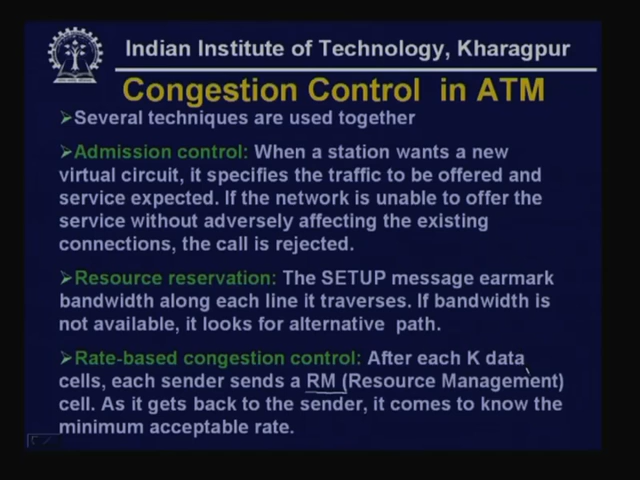 Indian Institute of Technology, Kharagpur
Congestion Control in ATM
➢Several techniques are used together
➢Admission control: When a station wants a new
virtual circuit, it specifies the traffic to be offered and
service expected. If the network is unable to offer the
service without adversely affecting the existing
connections, the call is rejected.
➢Resource reservation: The SETUP message earmark
bandwidth along each line it traverses. If bandwidth is
not available, it looks for alternative path.
➢Rate-based congestion control: After each K data
cells, each sender sends a RM (Resource Management)
cell. As it gets back to the sender, it comes to know the
minimum acceptable rate.